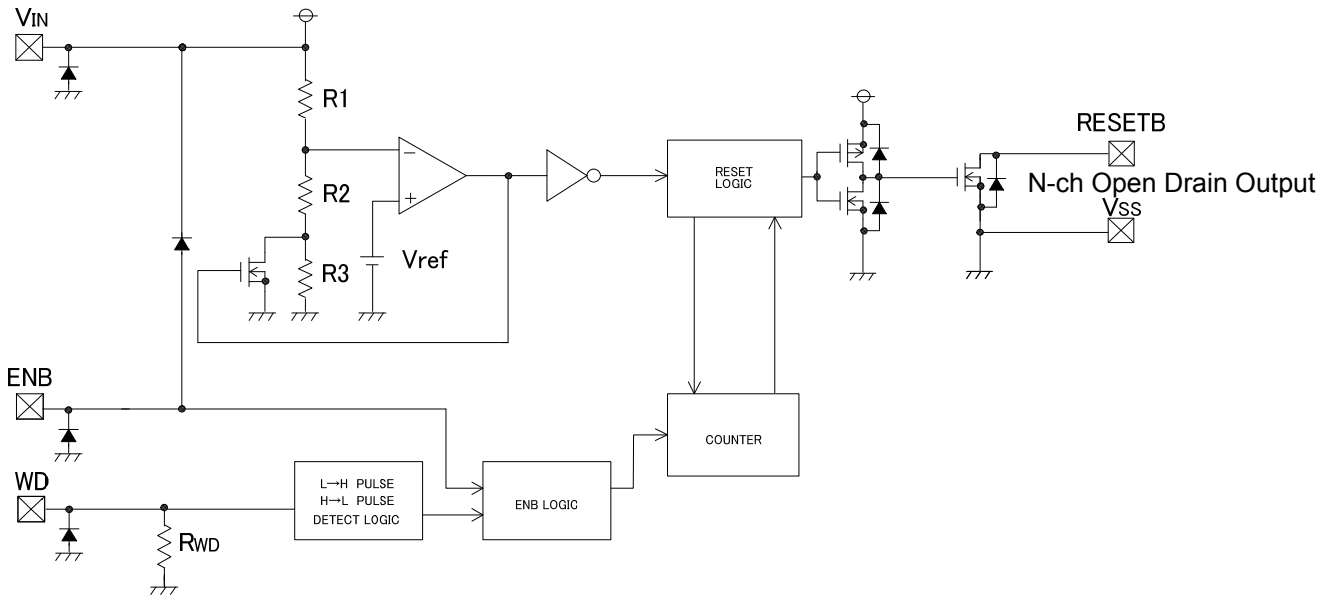 VIN
R1
R2
R3
−
+
Vref
RESET
LOGIC
RESETB
N-ch Open Drain Output
VSS
ENB
COUNTER
WD
RWD
L→H PULSE
H→L PULSE
DETECT LOGIC
ENB LOGIC